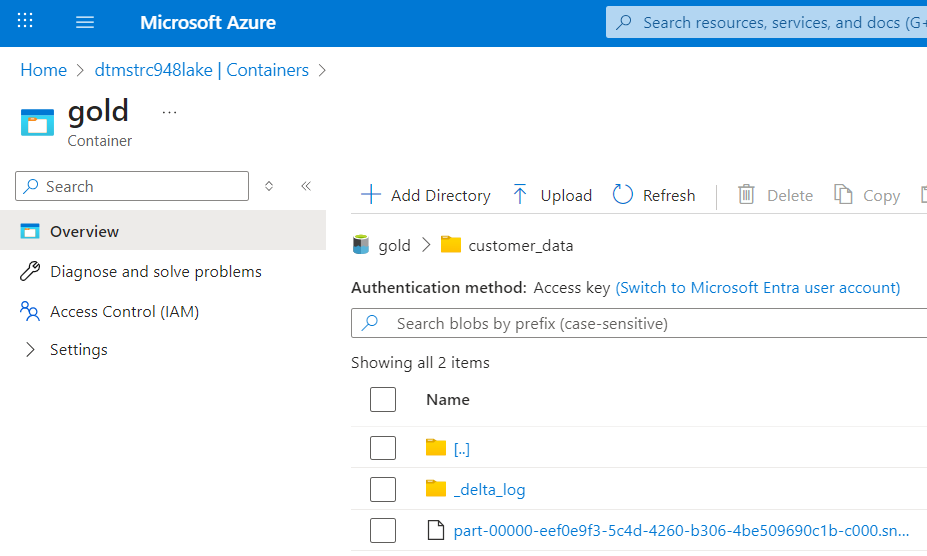 Microsoft Azure
Search resources, services, and docs (G+
Home > dtmstrc948lake | Containers >
gold ...
Container
Search
Add Directory Upload Refresh Delete Copy
Overview
gold > customer_data
Diagnose and solve problems
Authentication method: Access key (Switch to Microsoft Entra user account)
Access Control (IAM)
Search blobs by prefix (case-sensitive)
Settings
Showing all 2 items
Name
[..]
_delta_log
part-00000-eef0e9f3-5c4d-4260-b306-4be509690c1b-c000.sn...